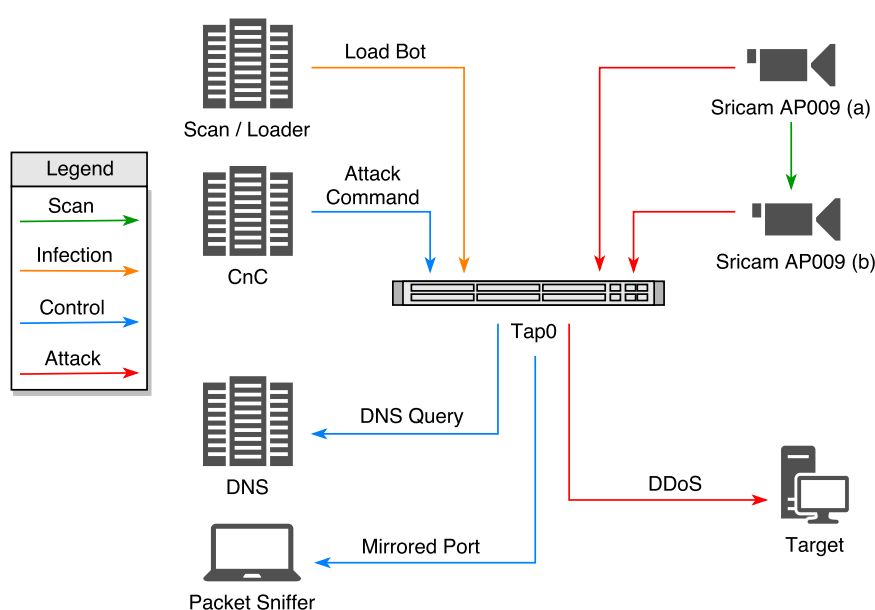 Load Bot
Scan / Loader
Sricam AP009 (a)
Legend
Scan
Infection
Control
Attack
Attack
Command
CnC
Sricam AP009 (b)
Tap0
DNS Query
DNS
DDoS
Target
Mirrored Port
Packet Sniffer